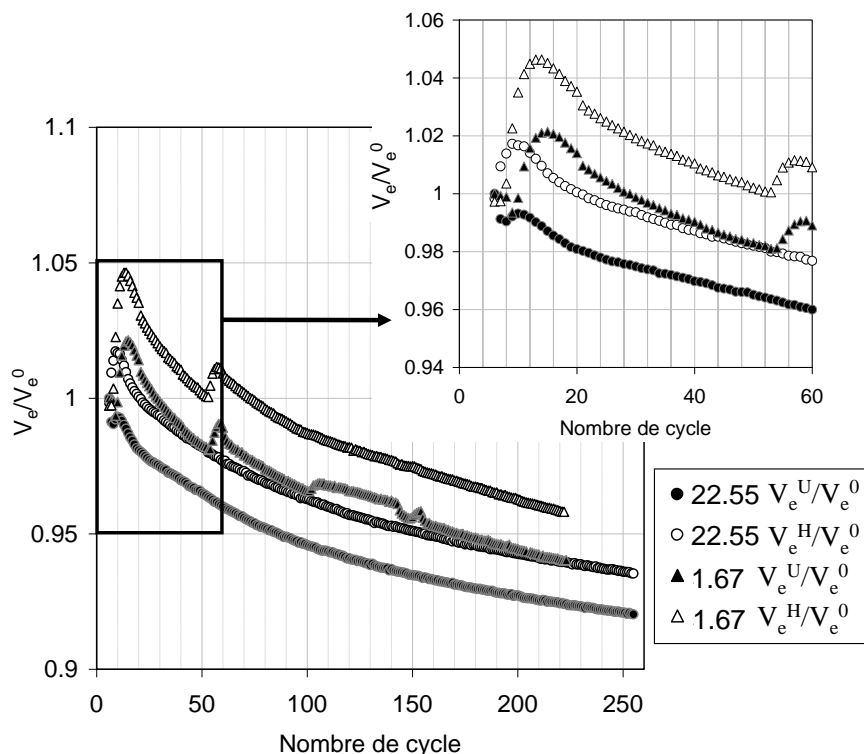 1.06
1.04
1.02
1
0.98
0.96
0.94
V_e/V_e^0
0 20 40 60
Nombre de cycle
1.1
1.05
1
0.95
0.9
V_e/V_e^0
0 50 100 150 200 250
Nombre de cycle
22.55 V_e^U/V_e^0
22.55 V_e^H/V_e^0
1.67 V_e^U/V_e^0
1.67 V_e^H/V_e^0